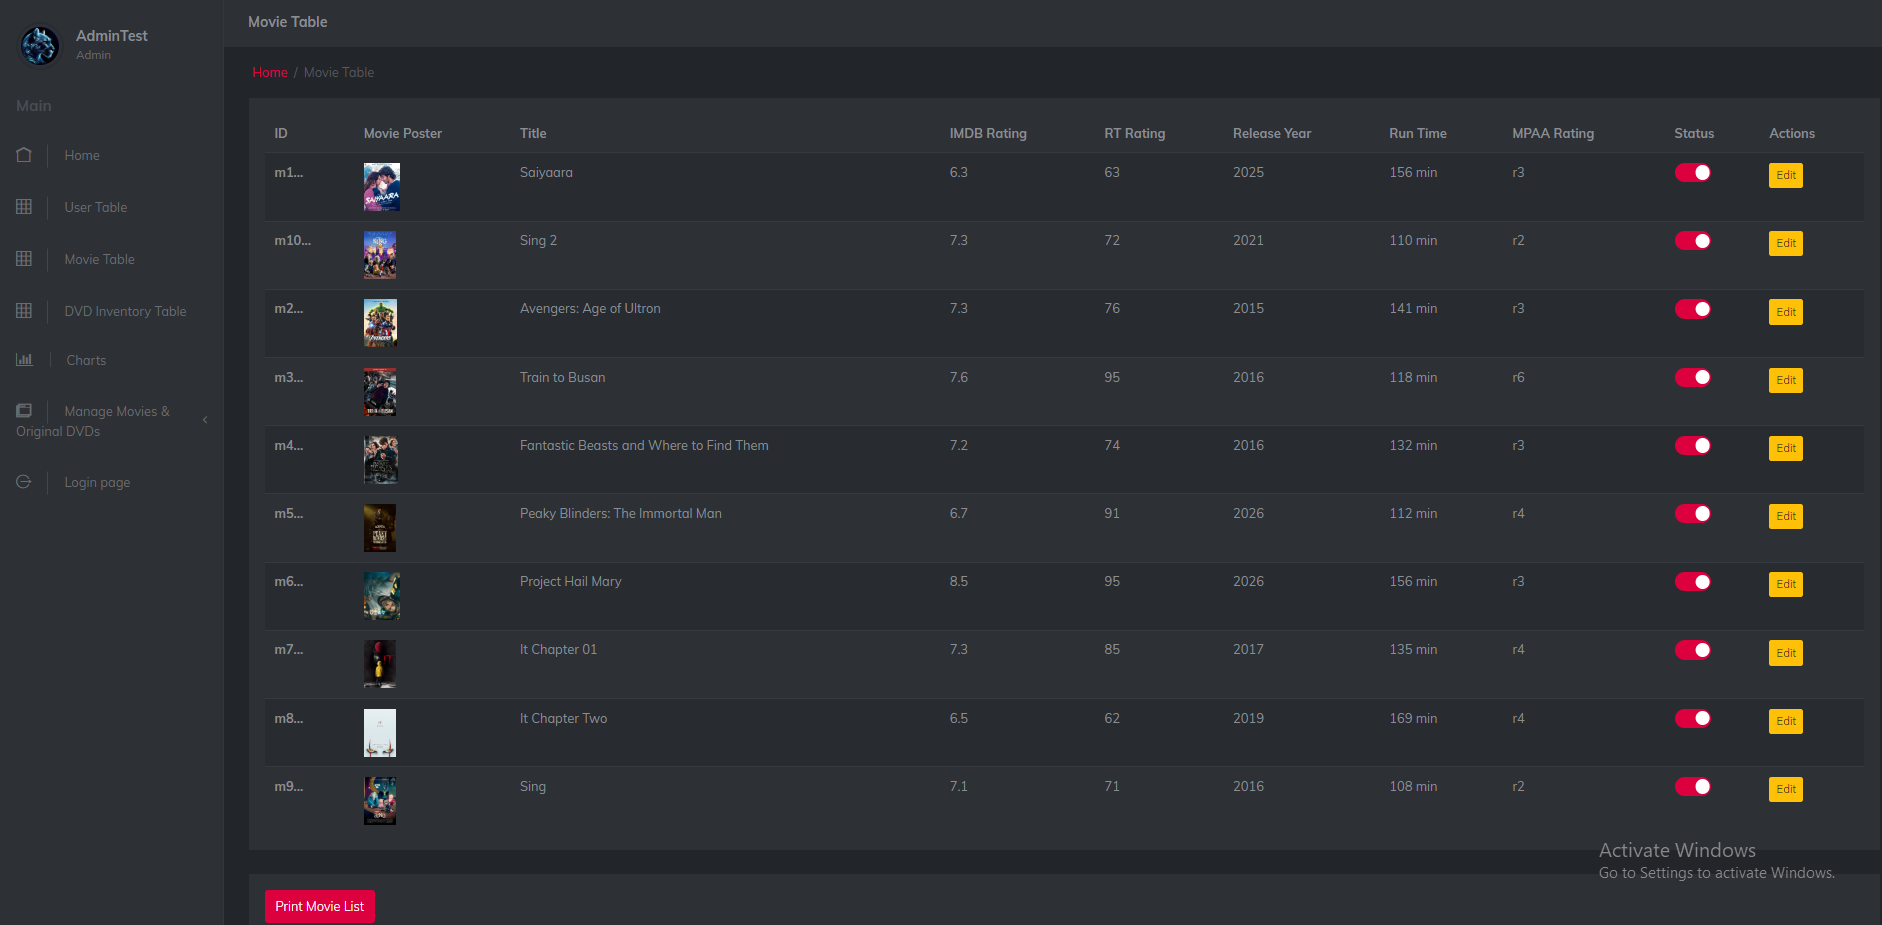 AdminTest
Admin
Main
Home
User Table
Movie Table
DVD Inventory Table
Charts
Manage Movies &
Original DVDs
Login page
Movie Table
Home / Movie Table
ID Movie Poster Title IMDB Rating RT Rating Release Year Run Time MPAA Rating Status Actions
m1... Saiyaara 6.3 63 2025 156 min r3 Edit
SAIYAARA
m10... Sing 2 7.3 72 2021 110 min r2 Edit
m2... Avengers: Age of Ultron 7.3 76 2015 141 min r3 Edit
m3... Train to Busan 7.6 95 2016 118 min r6 Edit
m4... Fantastic Beasts and Where to Find Them 7.2 74 2016 132 min r3 Edit
m5... Peaky Blinders: The Immortal Man 6.7 91 2026 112 min r4 Edit
m6... Project Hail Mary 8.5 95 2026 156 min r3 Edit
m7... It Chapter 01 7.3 85 2017 135 min r4 Edit
m8... It Chapter Two 6.5 62 2019 169 min r4 Edit
m9... Sing 7.1 71 2016 108 min r2 Edit
Activate Windows
Go to Settings to activate Windows.
Print Movie List